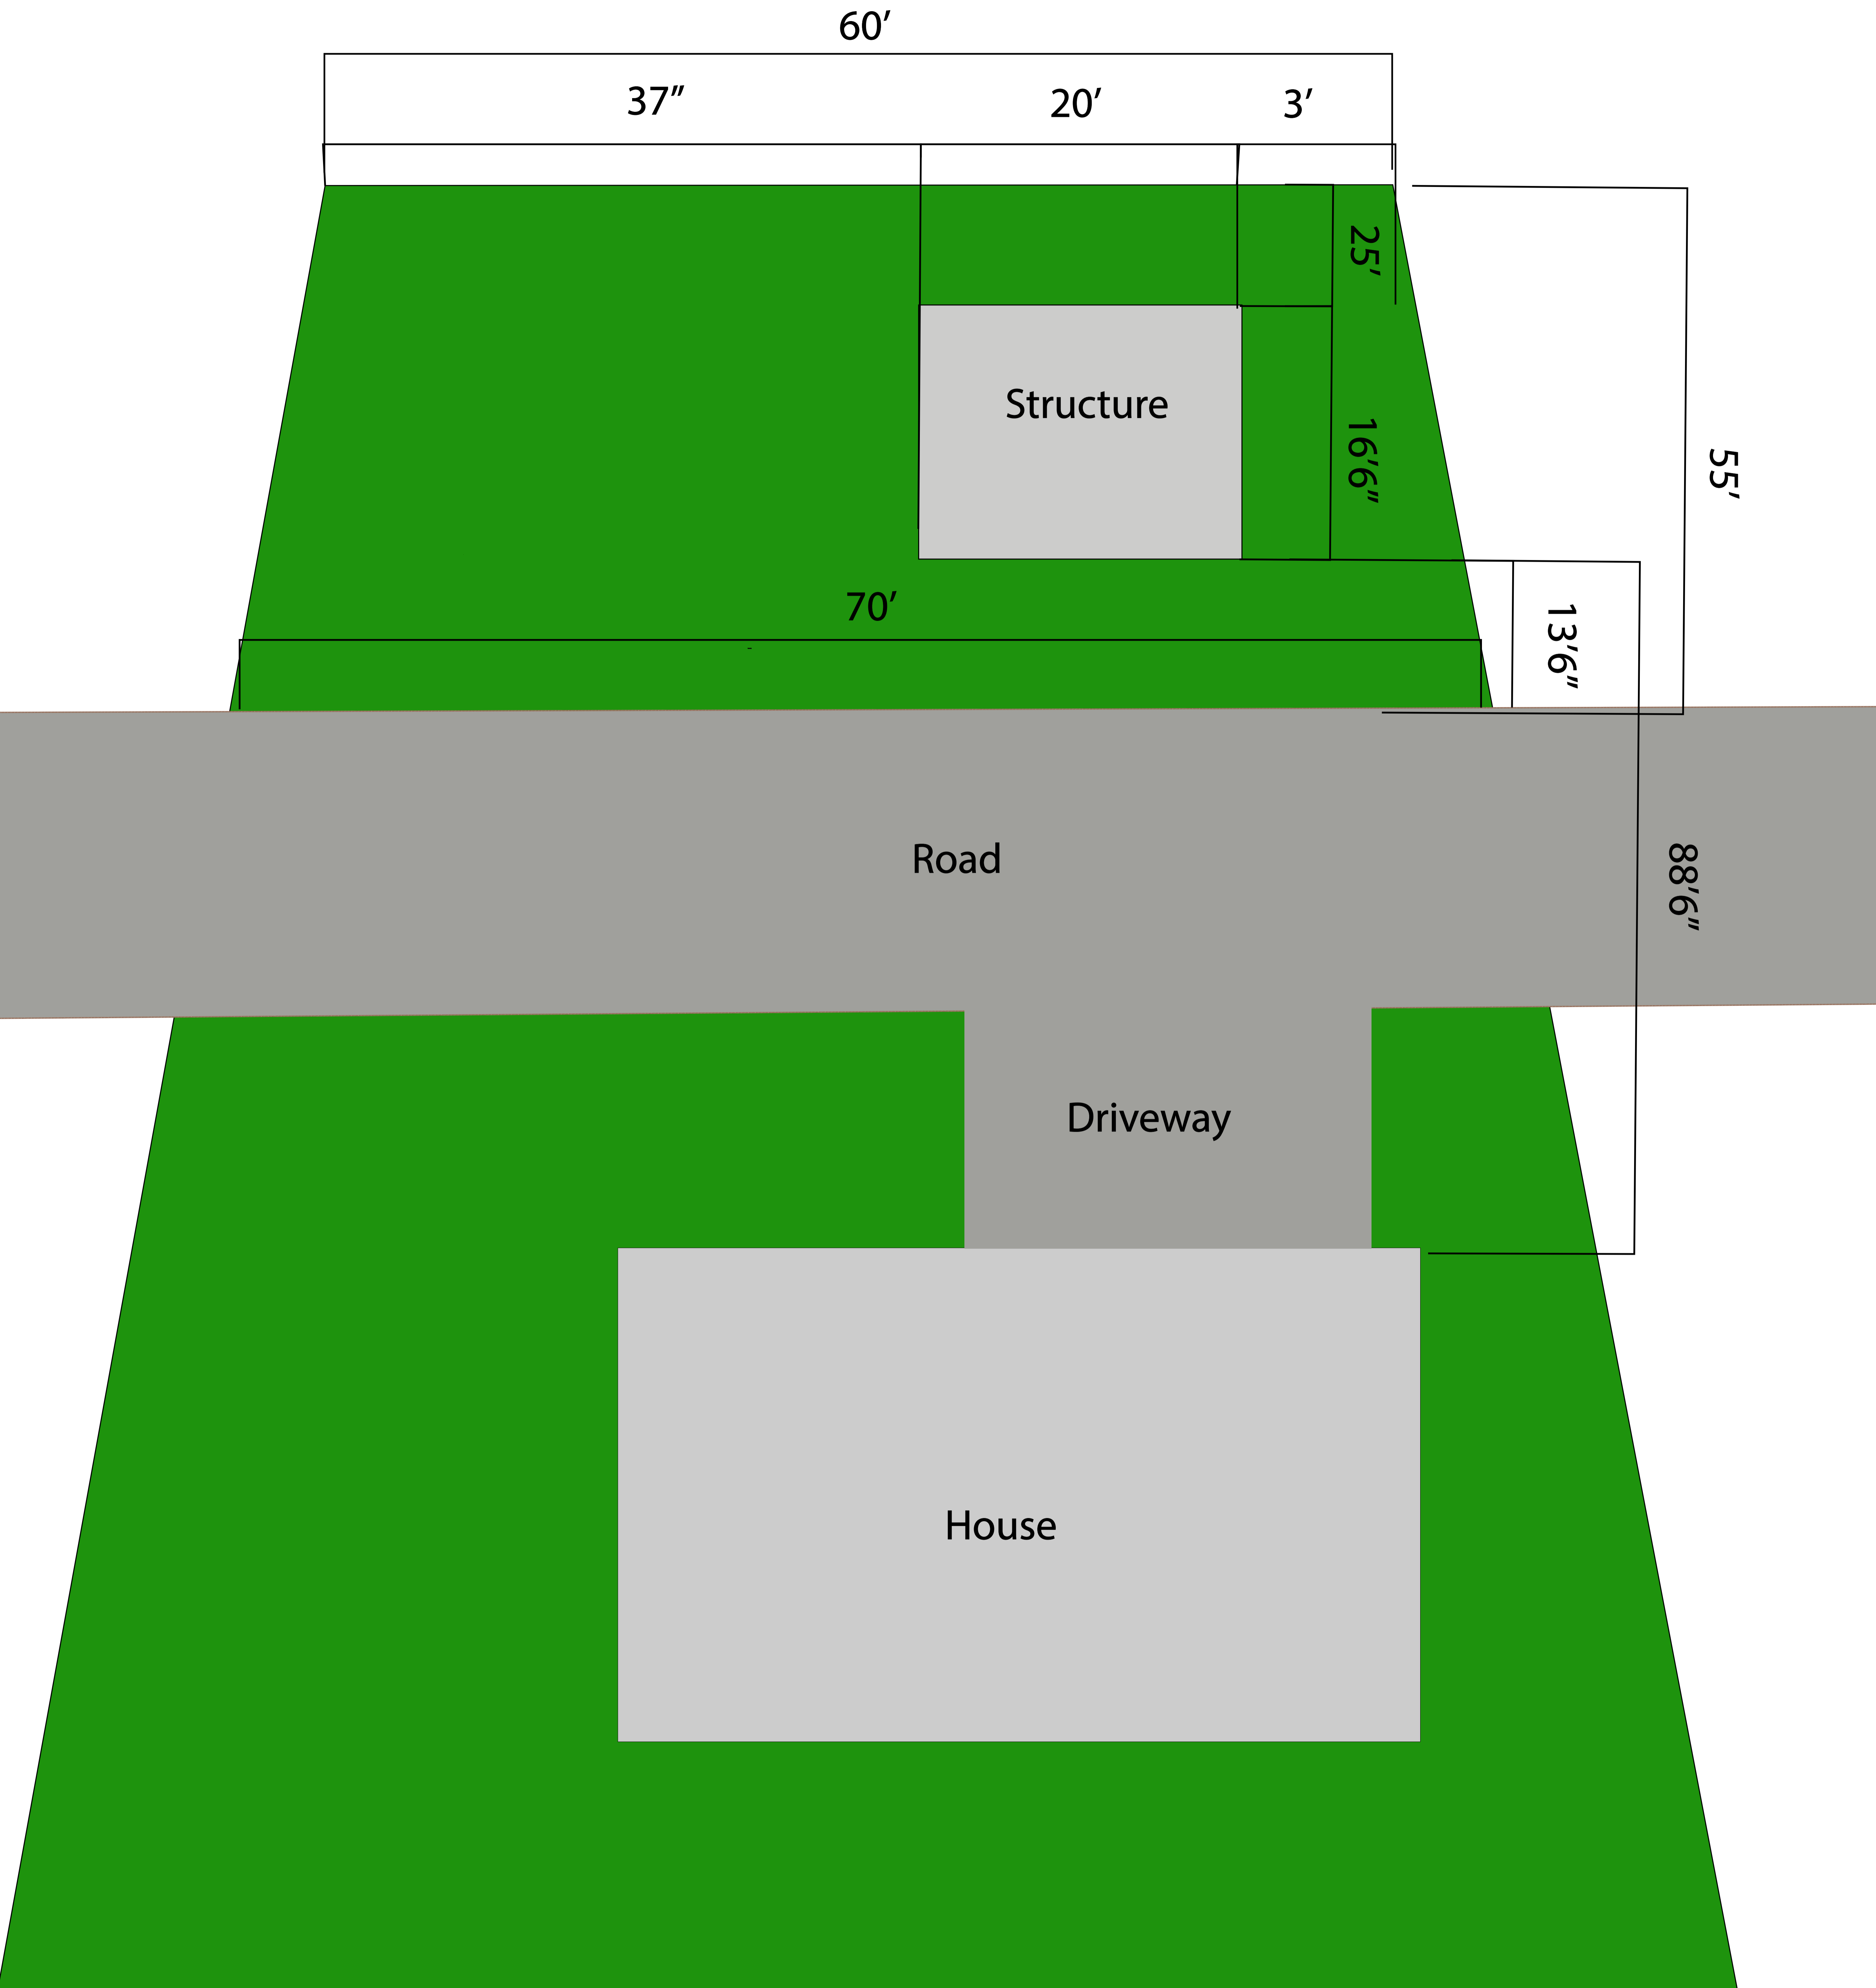 60’
37”
20’
3’
25’
Structure
16’6”
55’
70’
13’6”
Road
88’6”
Driveway
House